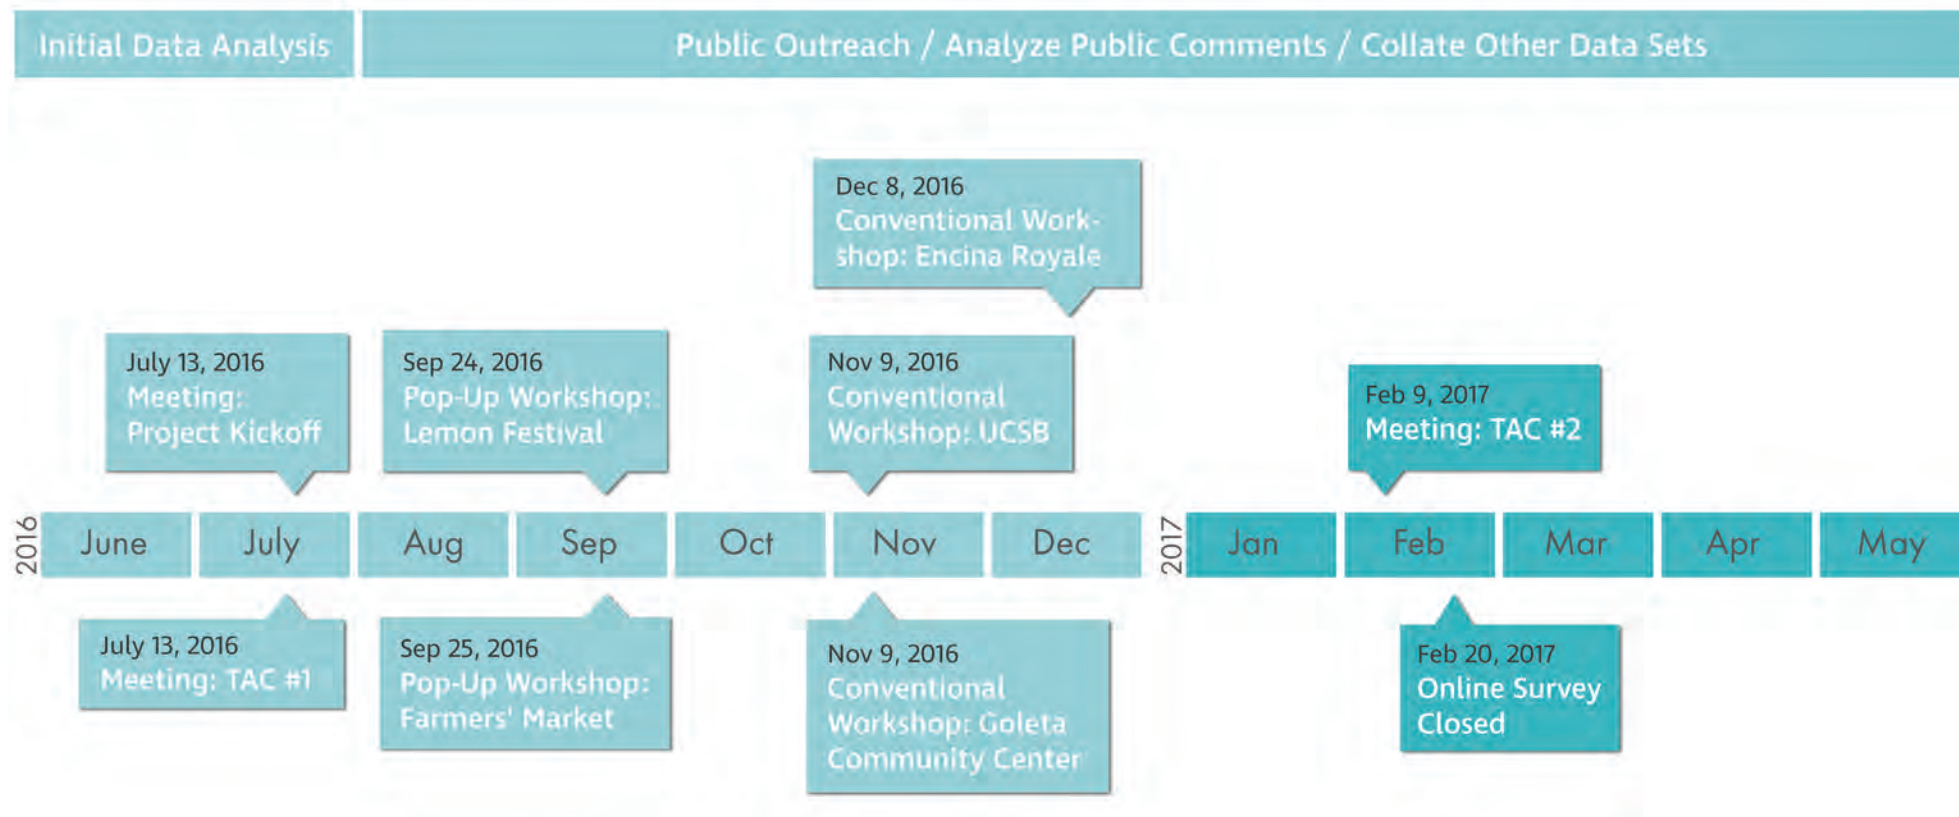 Initial Data Analysis
Public Outreach / Analyze Public Comments / Collate Other Data Sets
Dec 8, 2016
Conventional Work-
shop: Encina Royale
July 13, 2016
Meeting:
Project Kickoff
Sep 24, 2016
Pop-Up Workshop:
Lemon Festival
Nov 9, 2016
Conventional
Workshop: UCSB
Feb 9, 2017
Meeting: TAC #2
2016
June
July
Aug
Sep
Oct
Nov
Dec
2017
Jan
Feb
Mar
Apr
May
July 13, 2016
Meeting: TAC #1
Sep 25, 2016
Pop-Up Workshop:
Farmers' Market
Nov 9, 2016
Conventional
Workshop: Goleta
Community Center
Feb 20, 2017
Online Survey
Closed